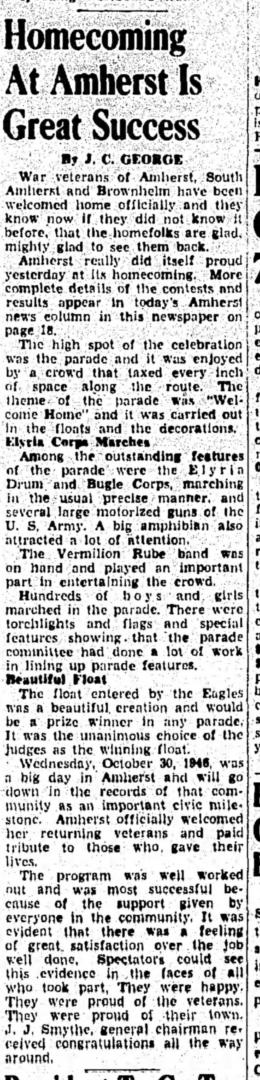 Homecoming
At Amherst Is
Great Success
By J. C. GEORGE
War veterans of Amherst, South
Amherst and Brownhelm have been
welcomed home officially and they
know now if they did not know it
before, that the homefolks are glad,
mighty glad to see them back.
Amherst really did itself proud
yesterday at its homecoming. More
complete details of the contests and
results appear in today's Amherst
news column in this newspaper on
page 18.
The high spot of the celebration
was the parade and it was enjoyed
by a crowd that taxed every inch
of space along the route. The
theme of the parade was "Wel-
come Home" and it was carried out
in the floats and the decorations.
Elyria Corps Marches
Among the outstanding features
of the parade were the Elyria
Drum and Bugle Corps, marching
in the usual precise manner, and
several large motorized guns of the
U. S. Army. A big amphibian also
attracted a lot of attention.
The Vermilion Rube band was
on hand and played an important
part in entertaining the crowd.
Hundreds of boys and girls
marched in the parade. There were
torchlights and flags and special
features showing that the parade
committee had done a lot of work
in lining up parade features.
Beautiful Float
The float entered by the Eagles
was a beautiful creation and would
be a prize winner in any parade.
It was the unanimous choice of the
judges as the winning float.
Wednesday, October 30, 1946, was
a big day in Amherst and will go
down in the records of that com-
munity as an important civic mile-
stone. Amherst officially welcomed
her returning veterans and paid
tribute to those who gave their
lives.
The program was well worked
out and was most successful be-
cause of the support given by
everyone in the community. It was
evident that there was a feeling
of great satisfaction over the job
well done. Spectators could see
this evidence in the faces of all
who took part. They were happy.
They were proud of the veterans.
They were proud of their town.
J. J. Smythe, general chairman re-
ceived congratulations all the way
around.